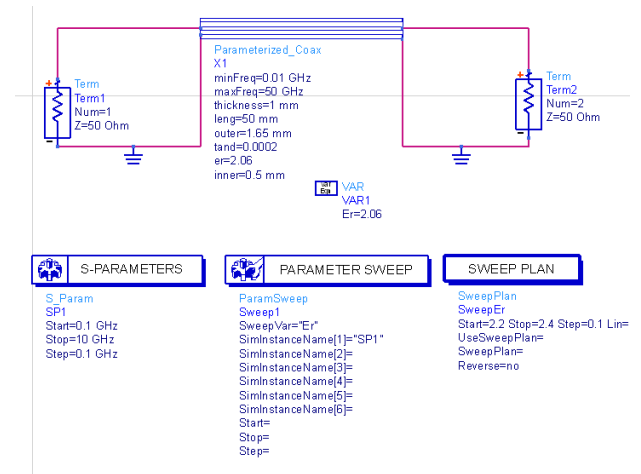 Parameterized_Coax
X1
minFreq=0.01 GHz
maxFreq=50 GHz
thickness=1 mm
leng=50 mm
outer=1.65 mm
tand=0.0002
er=2.06
inner=0.5 mm
+
Term
Term1
Num=1
Z=50 Ohm
-
+
Term
Term2
Num=2
Z=50 Ohm
-
VAR
VAR1
Er=2.06
S-PARAMETERS
S_Param
SP1
Start=0.1 GHz
Stop=10 GHz
Step=0.1 GHz
PARAMETER SWEEP
ParamSweep
Sweep1
SweepVar="Er"
SimInstanceName[1]="SP1"
SimInstanceName[2]=
SimInstanceName[3]=
SimInstanceName[4]=
SimInstanceName[5]=
SimInstanceName[6]=
Start=
Stop=
Step=
SWEEP PLAN
SweepPlan
SweepEr
Start=2.2 Stop=2.4 Step=0.1 Lin=
UseSweepPlan=
SweepPlan=
Reverse=no